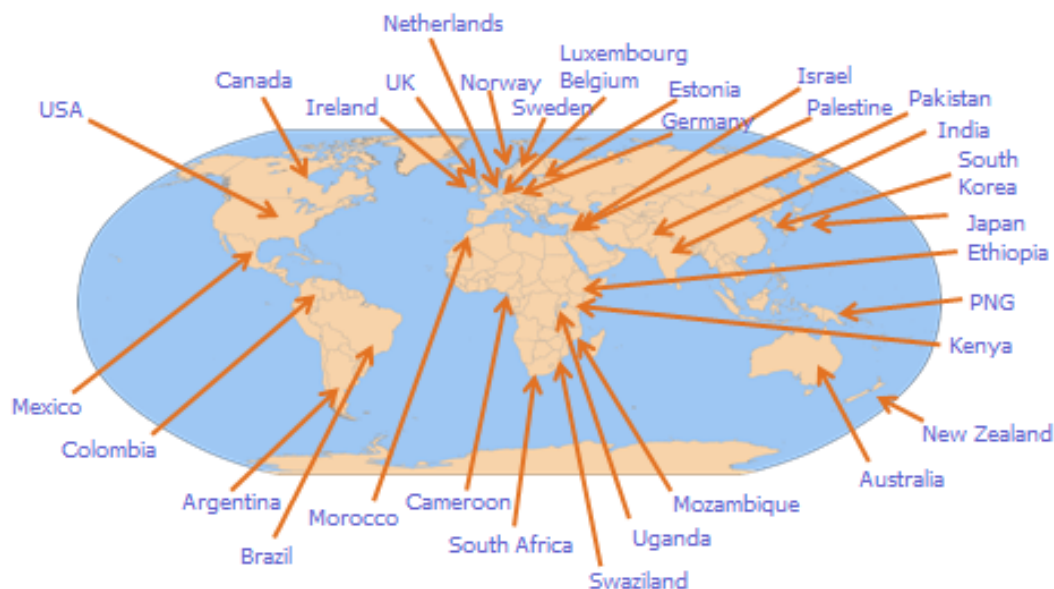 Netherlands
Luxembourg
Belgium
Canada
UK
Norway
Israel
USA
Ireland
Sweden
Estonia
Palestine
Pakistan
Germany
India
South
Korea
Japan
Ethiopia
PNG
Kenya
Mexico
New Zealand
Colombia
Australia
Argentina
Morocco
Cameroon
Mozambique
Brazil
South Africa
Uganda
Swaziland